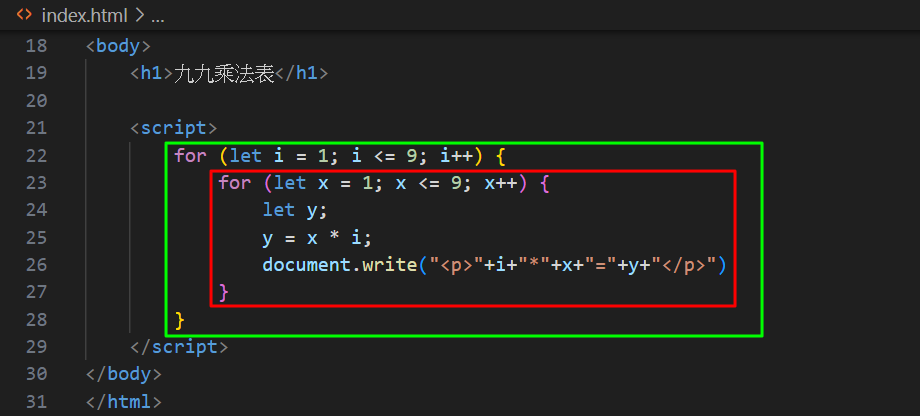 index.html > ...
18 <body>
19 <h1>九九乘法表</h1>
20
21 <script>
22 for (let i = 1; i <= 9; i++) {
23 for (let x = 1; x <= 9; x++) {
24 let y;
25 y = x * i;
26 document.write("<p>"+i+"*"+x+"="+y+"</p>")
27 }
28 }
29 </script>
30 </body>
31 </html>